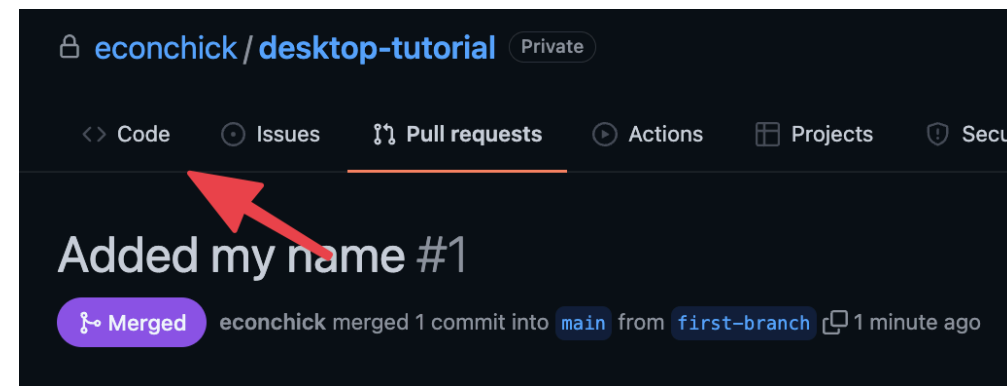 econchick / desktop-tutorial Private
Code Issues Pull requests Actions Projects Secu
Added my name #1
Merged econchick merged 1 commit into main from first-branch 1 minute ago